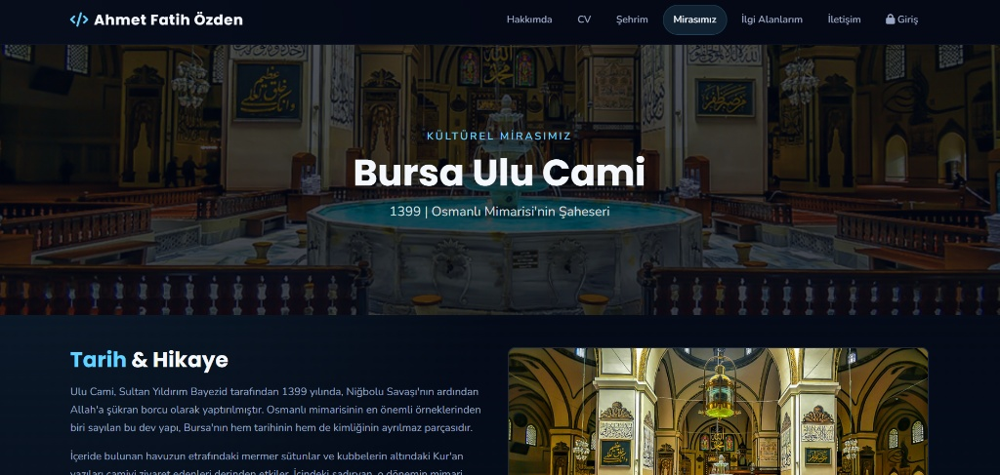 </> Ahmet Fatih Özden
Hakkımda CV Şehrim Mirasımız İlgi Alanlarım İletişim Giriş
KÜLTÜREL MİRASIMIZ
Bursa Ulu Cami
1399 | Osmanlı Mimarisi'nin Şaheseri
Tarih & Hikaye
Ulu Cami, Sultan Yıldırım Bayezid tarafından 1399 yılında, Niğbolu Savaşı'nın ardından
Allah'a şükran borcu olarak yaptırılmıştır. Osmanlı mimarisinin en önemli örneklerinden
biri sayılan bu dev yapı, Bursa'nın hem tarihinin hem de kimliğinin ayrılmaz parçasıdır.
İçeride bulunan havuzun etrafındaki mermer sütunlar ve kubbelerin altındaki Kur'an
yazıları camiyi ziyaret edenleri derinden etkiler. İçindeki şadırvan, o dönemin mimari